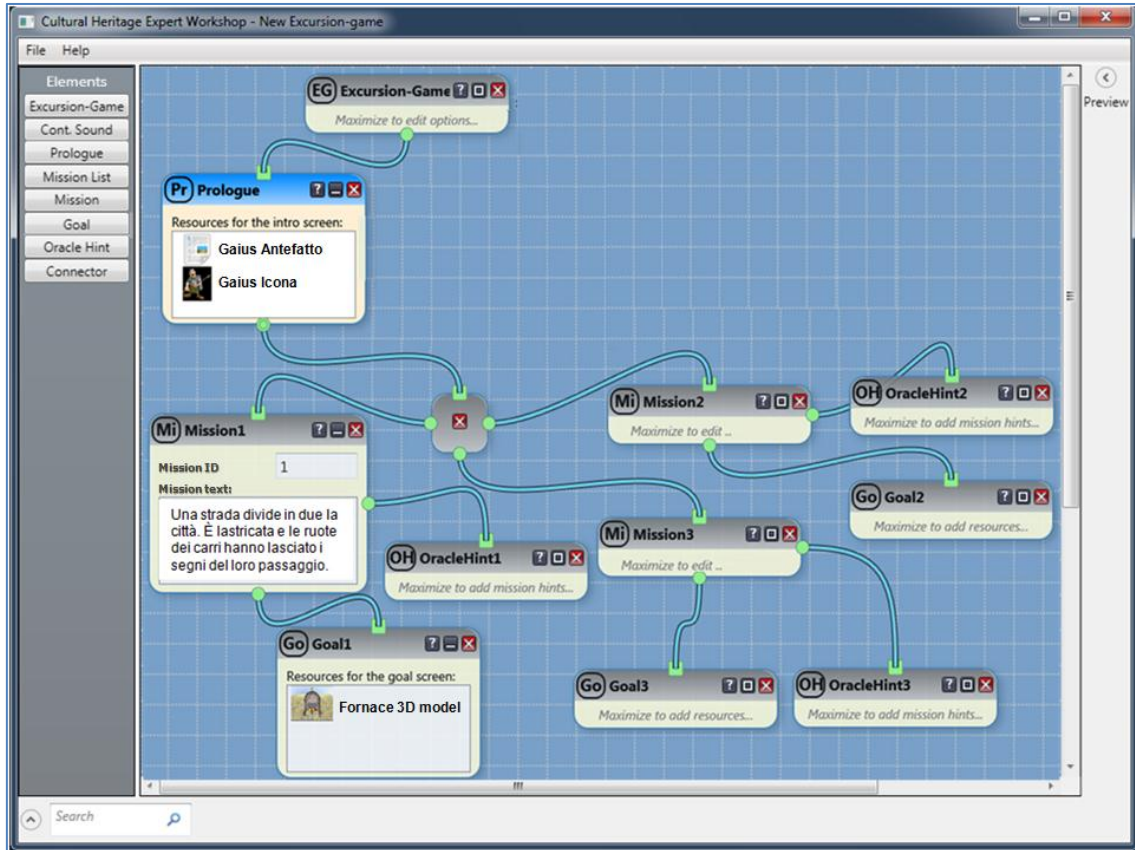 Cultural Heritage Expert Workshop - New Excursion-game
File Help
Elements
Excursion-Game
Cont. Sound
Prologue
Mission List
Mission
Goal
Oracle Hint
Connector
Preview
EG Excursion-Game
Maximize to edit options...
Pr Prologue
Resources for the intro screen:
Gaius Antefatto
Gaius Icona
Mi Mission1
Mission ID 1
Mission text:
Una strada divide in due la
città. È lastricata e le ruote
dei carri hanno lasciato i
segni del loro passaggio.
OH OracleHint1
Maximize to add mission hints...
Go Goal1
Resources for the goal screen:
Fornace 3D model
Mi Mission2
Maximize to edit ..
OH OracleHint2
Maximize to add mission hints...
Go Goal2
Maximize to add resources...
Mi Mission3
Maximize to edit ..
Go Goal3
Maximize to add resources...
OH OracleHint3
Maximize to add mission hints...
Search